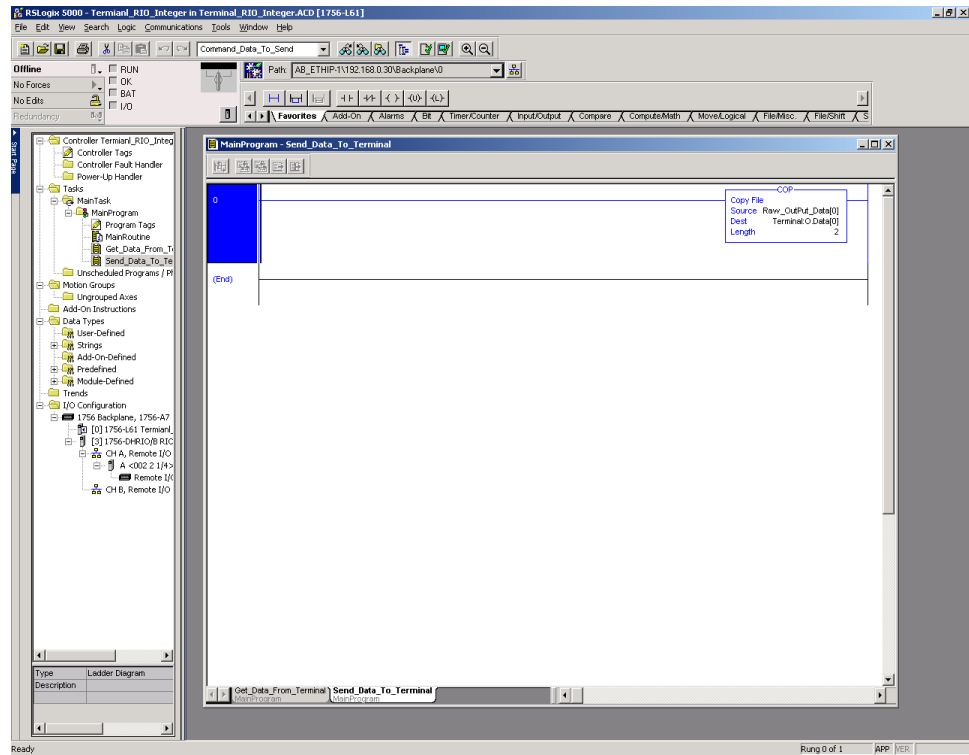 RSLogix 5000 - Termianl_RIO_Integer in Terminal_RIO_Integer.ACD [1756-L61]
File Edit View Search Logic Communications Tools Window Help
Command_Data_To_Send
Offline
RUN
No Forces
OK
No Edits
BAT
Redundancy
I/O
Path: AB_ETHIP-1\192.168.0.30\Backplane\0
Favorites Add-On Alarms Bit Timer/Counter Input/Output Compare Compute/Math Move/Logical File/Misc. File/Shift S
Start Page
Controller Termianl_RIO_Integ
Controller Tags
Controller Fault Handler
Power-Up Handler
Tasks
MainTask
MainProgram
Program Tags
MainRoutine
Get_Data_From_T
Send_Data_To_Te
Unscheduled Programs / Pl
Motion Groups
Ungrouped Axes
Add-On Instructions
Data Types
User-Defined
Strings
Add-On-Defined
Predefined
Module-Defined
Trends
I/O Configuration
1756 Backplane, 1756-A7
[0] 1756-L61 Termianl_
[3] 1756-DHRIO/B RIC
CH A, Remote I/O
A <002 2 1/4>
Remote I/(
CH B, Remote I/O
Type Ladder Diagram
Description
MainProgram - Send_Data_To_Terminal
0
COP
Copy File
Source Raw_OutPut_Data[0]
Dest Terminal:O.Data[0]
Length 2
(End)
Get_Data_From_Terminal Send_Data_To_Terminal
MainProgram MainProgram
Ready
Rung 0 of 1
APP VER